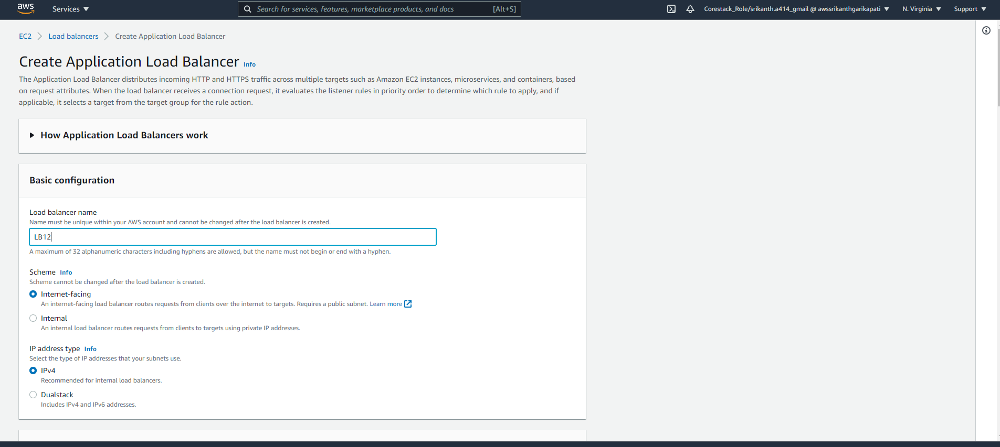 aws Services Search for services, features, marketplace products, and docs [Alt+S] Corestack_Role/srikanth.a414_gmail @ awssrikanthgarikapati N. Virginia Support
EC2 Load balancers Create Application Load Balancer
Create Application Load Balancer Info
The Application Load Balancer distributes incoming HTTP and HTTPS traffic across multiple targets such as Amazon EC2 instances, microservices, and containers, based
on request attributes. When the load balancer receives a connection request, it evaluates the listener rules in priority order to determine which rule to apply, and if
applicable, it selects a target from the target group for the rule action.
How Application Load Balancers work
Basic configuration
Load balancer name
Name must be unique within your AWS account and cannot be changed after the load balancer is created.
LB12
A maximum of 32 alphanumeric characters including hyphens are allowed, but the name must not begin or end with a hyphen.
Scheme Info
Scheme cannot be changed after the load balancer is created.
Internet-facing
An internet-facing load balancer routes requests from clients over the internet to targets. Requires a public subnet. Learn more
Internal
An internal load balancer routes requests from clients to targets using private IP addresses.
IP address type Info
Select the type of IP addresses that your subnets use.
IPv4
Recommended for internal load balancers.
Dualstack
Includes IPv4 and IPv6 addresses.